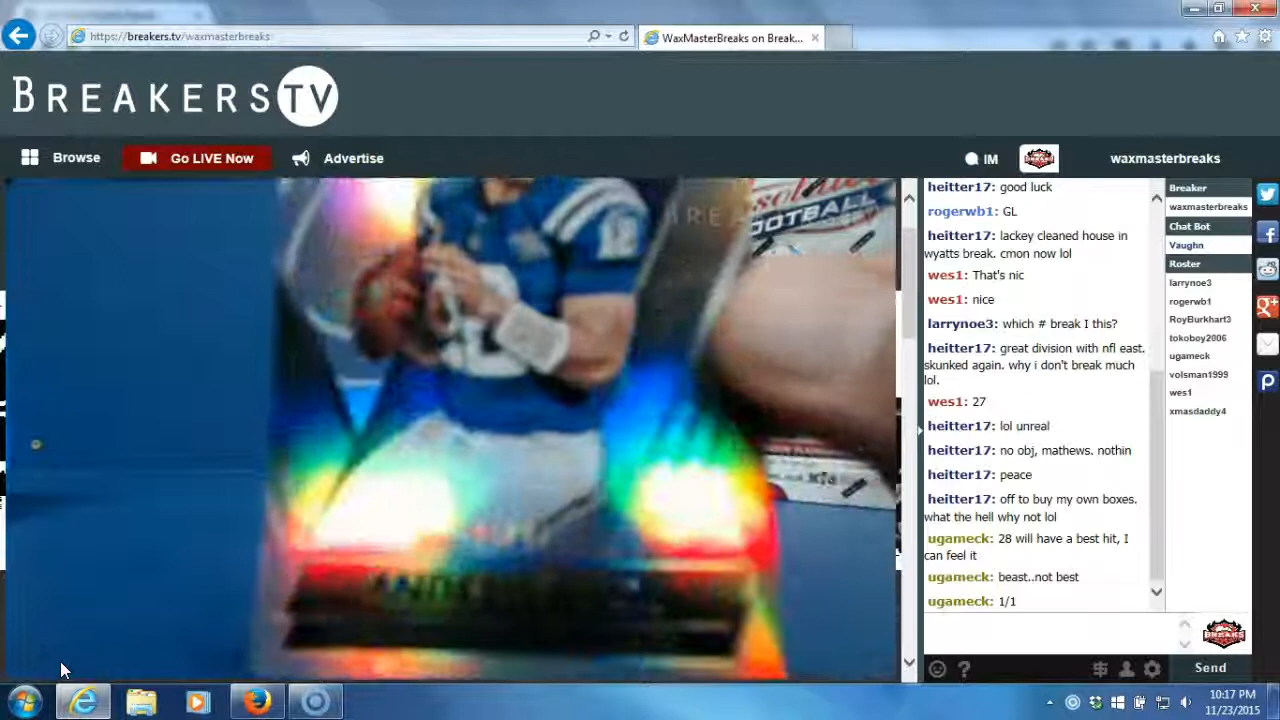 https://breakers.tv/waxmasterbreaks
WaxMasterBreaks on Break...
BREAKERSTV
Browse
Go LIVE Now
Advertise
IM
waxmasterbreaks
FOOTBALL
heitter17: good luck
rogerwb1: GL
heitter17: lackey cleaned house in
wyatts break. cmon now lol
wes1: That's nic
wes1: nice
larrynoe3: which # break I this?
heitter17: great division with nfl east.
skunked again. why i don't break much
lol.
wes1: 27
heitter17: lol unreal
heitter17: no obj, mathews. nothin
heitter17: peace
heitter17: off to buy my own boxes.
what the hell why not lol
ugameck: 28 will have a best hit, I
can feel it
ugameck: beast..not best
ugameck: 1/1
Send
Breaker
waxmasterbreaks
Chat Bot
Vaughn
Roster
larrynoe3
rogerwb1
RoyBurkhart3
tokoboy2006
ugameck
volsman1999
wes1
xmasdaddy4
10:17 PM
11/23/2015